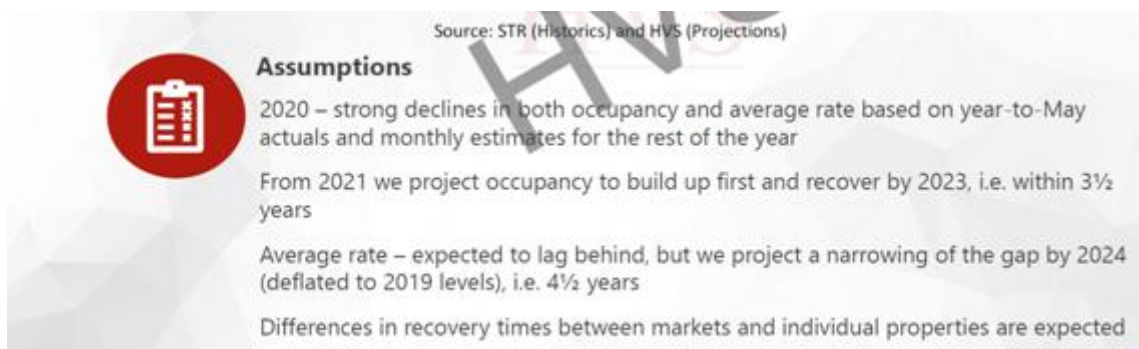 Source: STR (Historics) and HVS (Projections)
HVS
Assumptions
2020 – strong declines in both occupancy and average rate based on year-to-May
actuals and monthly estimates for the rest of the year
From 2021 we project occupancy to build up first and recover by 2023, i.e. within 3½
years
Average rate – expected to lag behind, but we project a narrowing of the gap by 2024
(deflated to 2019 levels), i.e. 4½ years
Differences in recovery times between markets and individual properties are expected